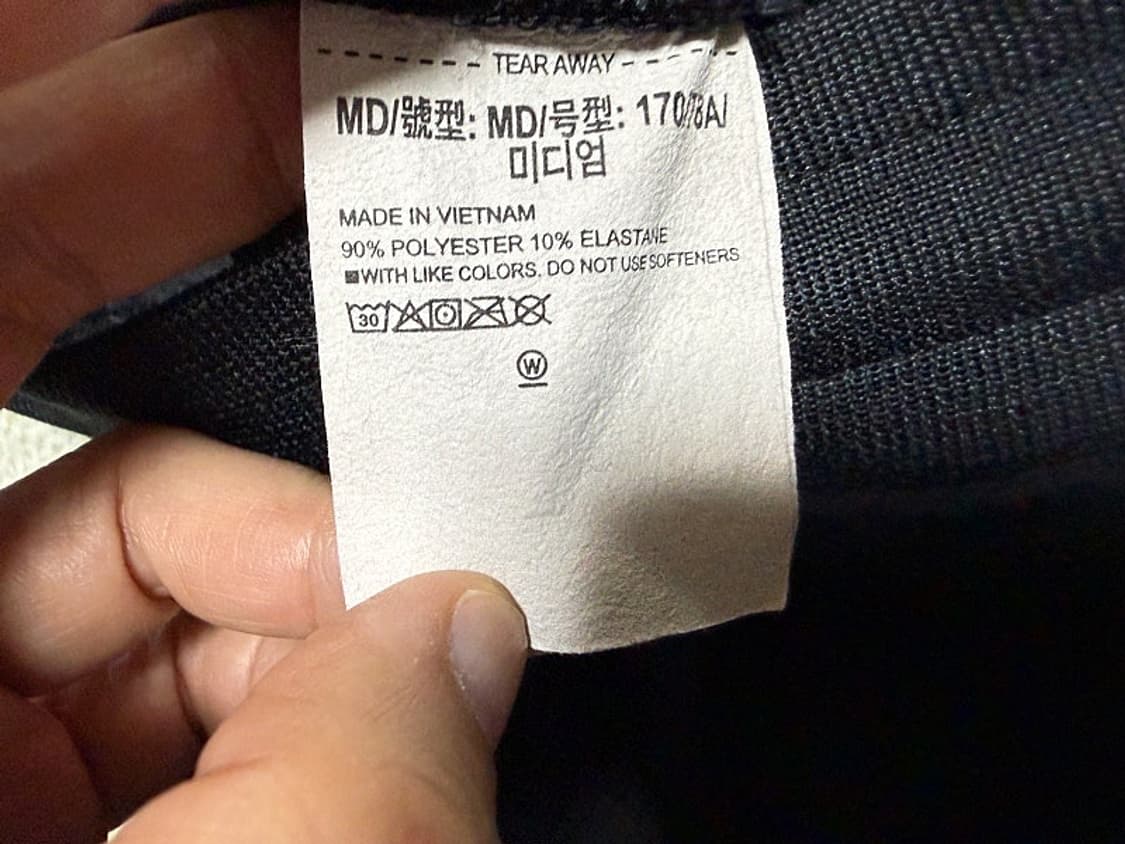 TEAR AWAY
MD/號型: MD/号型: 170/78A/
미디엄
MADE IN VIETNAM
90% POLYESTER 10% ELASTANE
WITH LIKE COLORS. DO NOT USE SOFTENERS
30
W